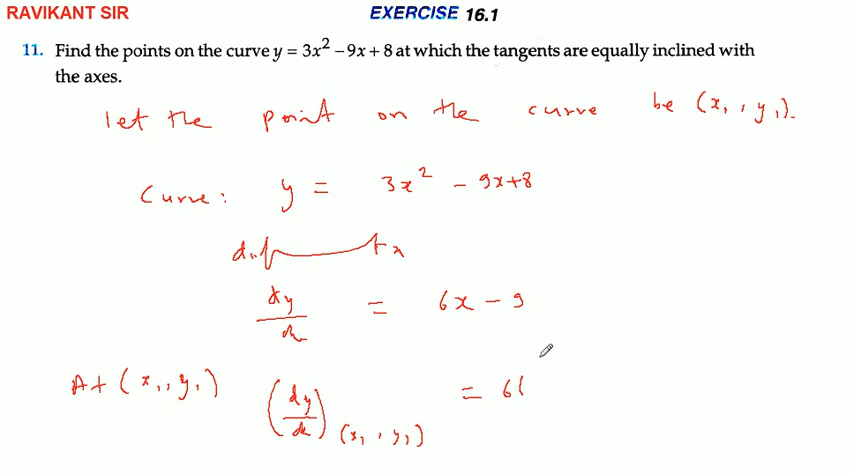 RAVIKANT SIR
EXERCISE 16.1
11. Find the points on the curve y = 3x² – 9x + 8 at which the tangents are equally inclined with
the axes.
Let the point on the curve be (x₁, y₁).
Curve: y = 3x² – 9x+8
x
dy/dx = 6x – 9
At (x₁, y₁) (dy/dx)(x₁, y₁) = 6(